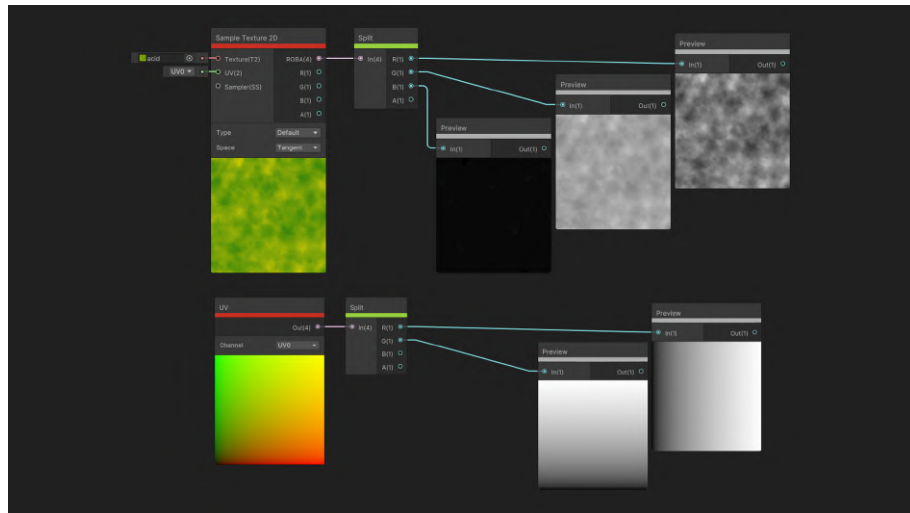 Sample Texture 2D
acid
Texture(T2)
RGBA(4)
UV0
UV(2)
R(1)
Sampler(SS)
G(1)
B(1)
A(1)
Type
Default
Space
Tangent
Split
In(4)
R(1)
G(1)
B(1)
A(1)
Preview
In(1)
Out(1)
Preview
In(1)
Out(1)
Preview
In(1)
Out(1)
UV
Out(4)
Channel
UV0
Split
In(4)
R(1)
G(1)
B(1)
A(1)
Preview
In(1)
Out(1)
Preview
In(1)
Out(1)